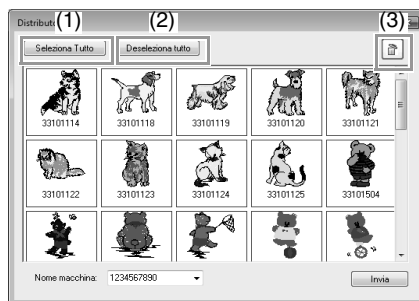 Distributo
(1)
(2)
(3)
Seleziona Tutto
Deseleziona tutto
33101114
33101118
33101119
33101120
33101121
33101122
33101123
33101124
33101125
33101504
Nome macchina:
1234567890
Invia